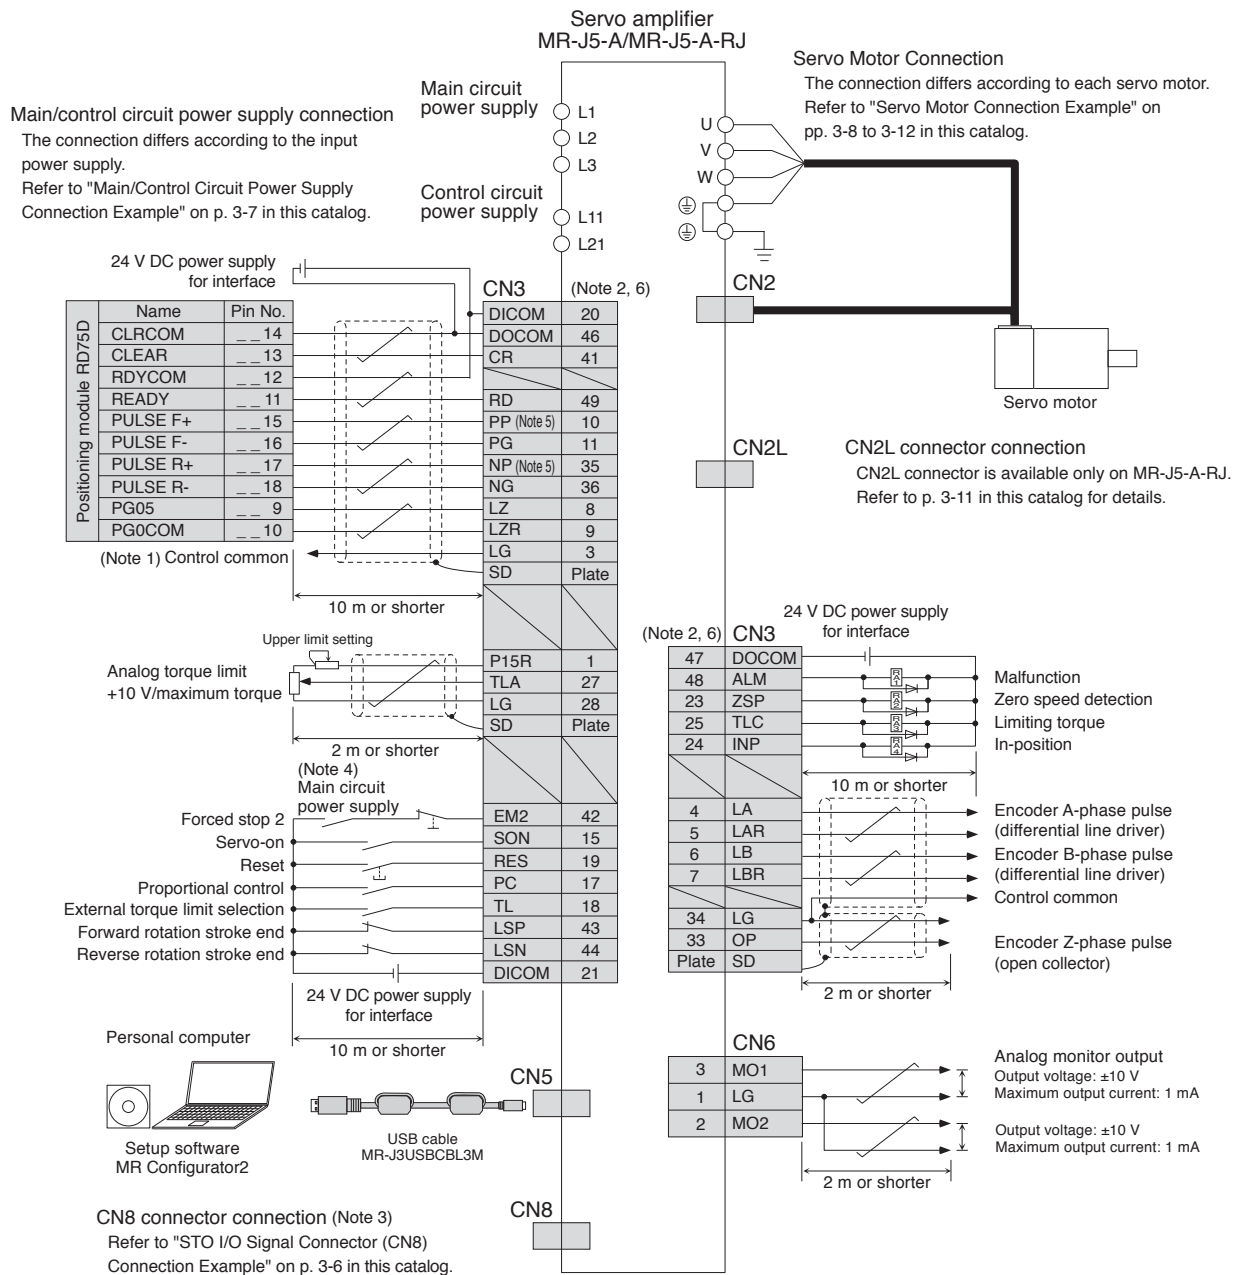 Servo amplifier
MR-J5-A/MR-J5-A-RJ
Main/control circuit power supply connection
The connection differs according to the input
power supply.
Refer to "Main/Control Circuit Power Supply
Connection Example" on p. 3-7 in this catalog.
Main circuit
power supply
L1
L2
L3
Control circuit
power supply
L11
L21
U
V
W
Servo Motor Connection
The connection differs according to each servo motor.
Refer to "Servo Motor Connection Example" on
pp. 3-8 to 3-12 in this catalog.
CN2
Servo motor
CN2L
CN2L connector connection
CN2L connector is available only on MR-J5-A-RJ.
Refer to p. 3-11 in this catalog for details.
24 V DC power supply
for interface
Positioning module RD75D
Name Pin No.
CLRCOM _ _ 14
CLEAR _ _ 13
RDYCOM _ _ 12
READY _ _ 11
PULSE F+ _ _ 15
PULSE F- _ _ 16
PULSE R+ _ _ 17
PULSE R- _ _ 18
PG05 _ _ 9
PG0COM _ _ 10
(Note 1) Control common
10 m or shorter
CN3 (Note 2, 6)
DICOM 20
DOCOM 46
CR 41
RD 49
PP (Note 5) 10
PG 11
NP (Note 5) 35
NG 36
LZ 8
LZR 9
LG 3
SD Plate
Upper limit setting
Analog torque limit
+10 V/maximum torque
2 m or shorter
P15R 1
TLA 27
LG 28
SD Plate
(Note 4)
Main circuit
power supply
Forced stop 2
Servo-on
Reset
Proportional control
External torque limit selection
Forward rotation stroke end
Reverse rotation stroke end
24 V DC power supply
for interface
10 m or shorter
EM2 42
SON 15
RES 19
PC 17
TL 18
LSP 43
LSN 44
DICOM 21
24 V DC power supply
for interface
(Note 2, 6) CN3
47 DOCOM
48 ALM
23 ZSP
25 TLC
24 INP
RA1
RA2
RA3
RA4
Malfunction
Zero speed detection
Limiting torque
In-position
10 m or shorter
4 LA
5 LAR
6 LB
7 LBR
34 LG
33 OP
Plate SD
Encoder A-phase pulse
(differential line driver)
Encoder B-phase pulse
(differential line driver)
Control common
Encoder Z-phase pulse
(open collector)
2 m or shorter
Personal computer
Setup software
MR Configurator2
USB cable
MR-J3USBCBL3M
CN5
CN6
3 MO1
1 LG
2 MO2
Analog monitor output
Output voltage: ±10 V
Maximum output current: 1 mA
Output voltage: ±10 V
Maximum output current: 1 mA
2 m or shorter
CN8
CN8 connector connection (Note 3)
Refer to "STO I/O Signal Connector (CN8)
Connection Example" on p. 3-6 in this catalog.